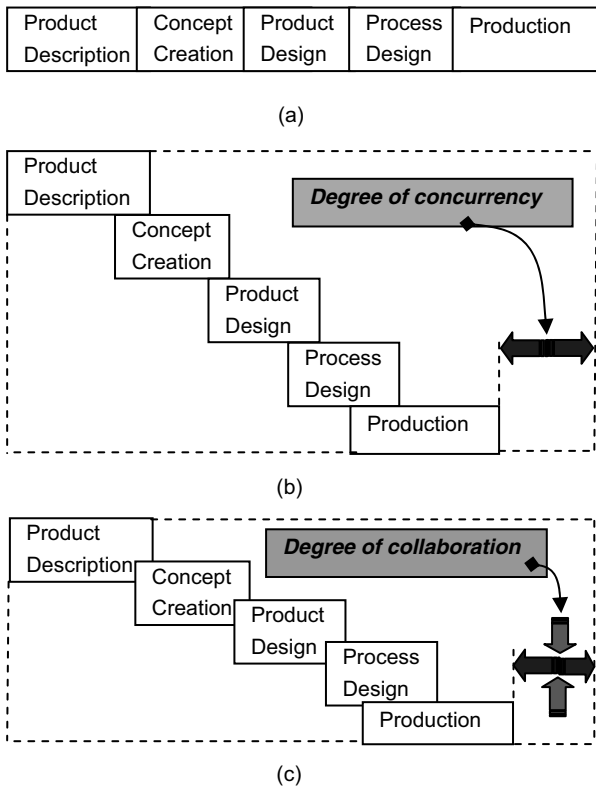 Product
Description
Concept
Creation
Product
Design
Process
Design
Production
(a)
Product
Description
Degree of concurrency
Concept
Creation
Product
Design
Process
Design
Production
(b)
Product
Description
Degree of collaboration
Concept
Creation
Product
Design
Process
Design
Production
(c)